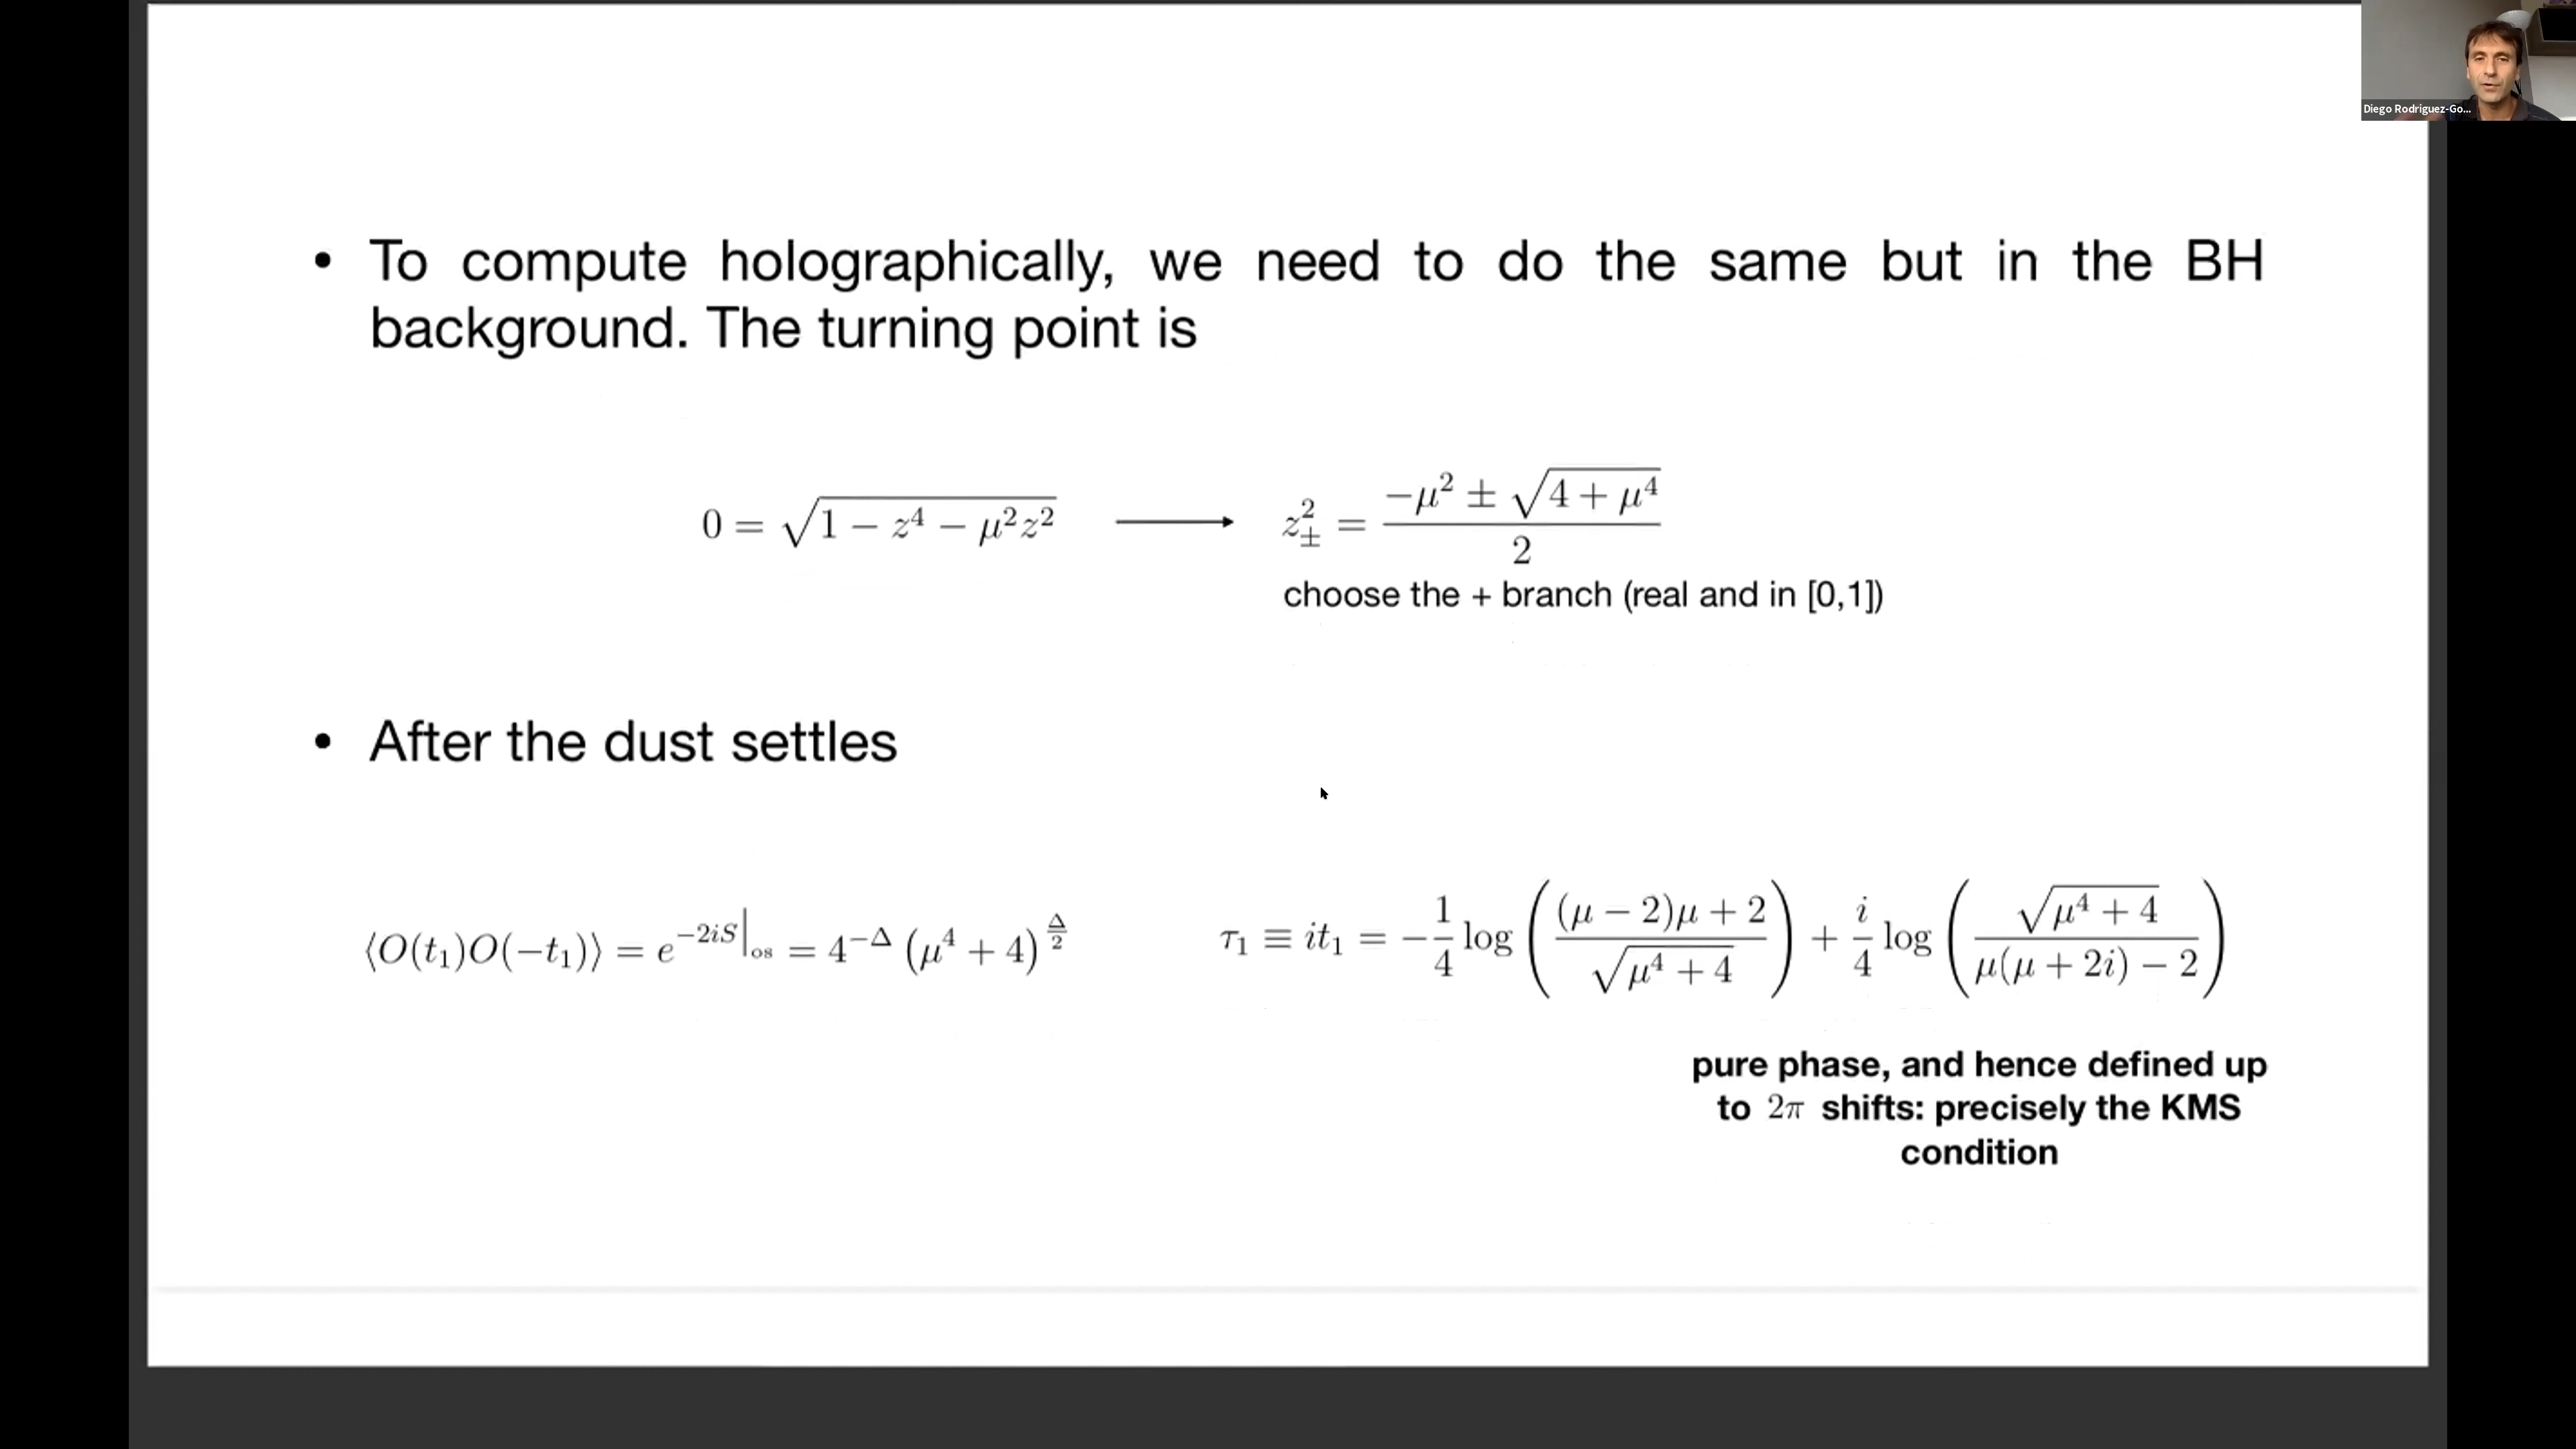 Diego Rodriguez-Go...
• To compute holographically, we need to do the same but in the BH
background. The turning point is
0 = √(1 − z⁴ − μ²z²) ⟶ z²± = (−μ² ± √(4 + μ⁴)) / 2
choose the + branch (real and in [0,1])
• After the dust settles
⟨O(t₁)O(−t₁)⟩ = e^{−2iS}|_{os} = 4^{−Δ} (μ⁴ + 4)^{Δ/2} τ₁ ≡ it₁ = −(1/4) log( ((μ − 2)μ + 2) / √(μ⁴ + 4) ) + (i/4) log( √(μ⁴ + 4) / (μ(μ + 2i) − 2) )
pure phase, and hence defined up
to 2π shifts: precisely the KMS
condition